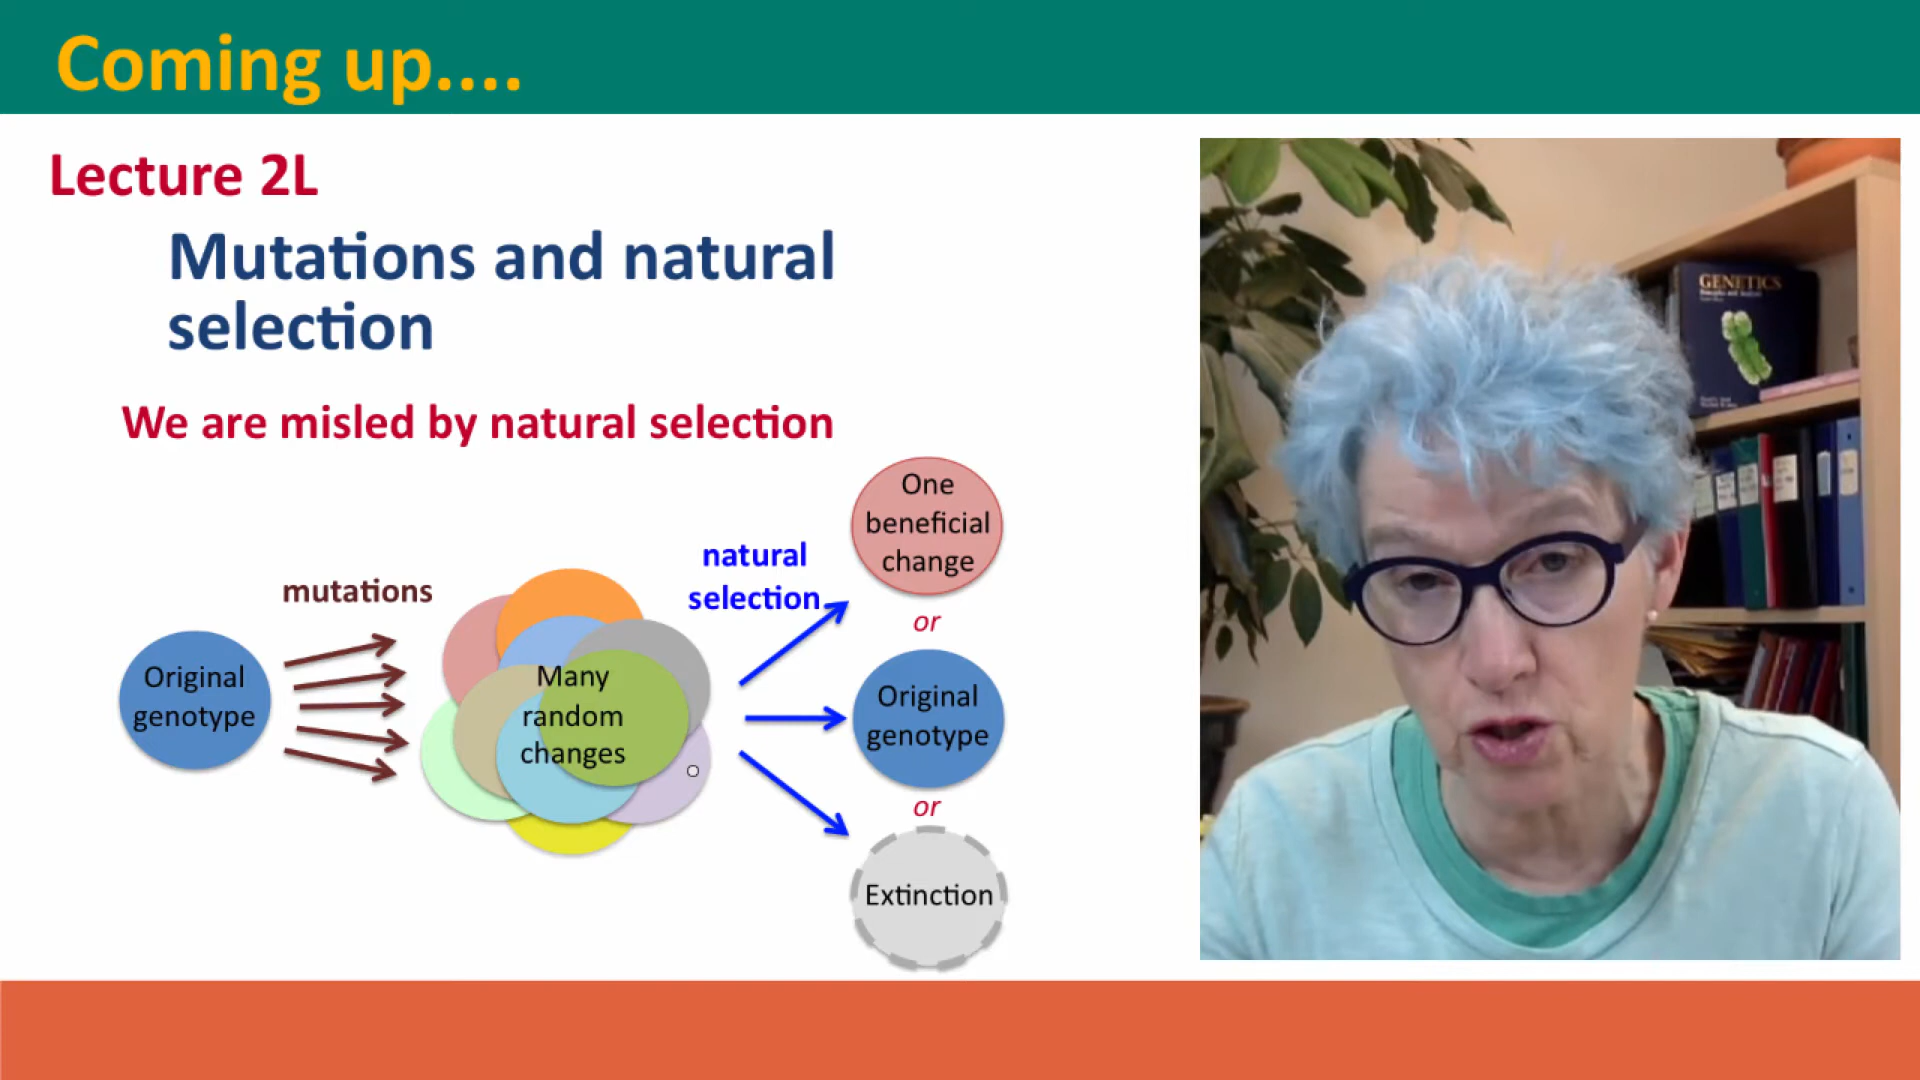 Coming up....
Lecture 2L
Mutations and natural
selection
We are misled by natural selection
mutations
Original
genotype
Many
random
changes
natural
selection
One
beneficial
change
or
Original
genotype
or
Extinction
GENETICS